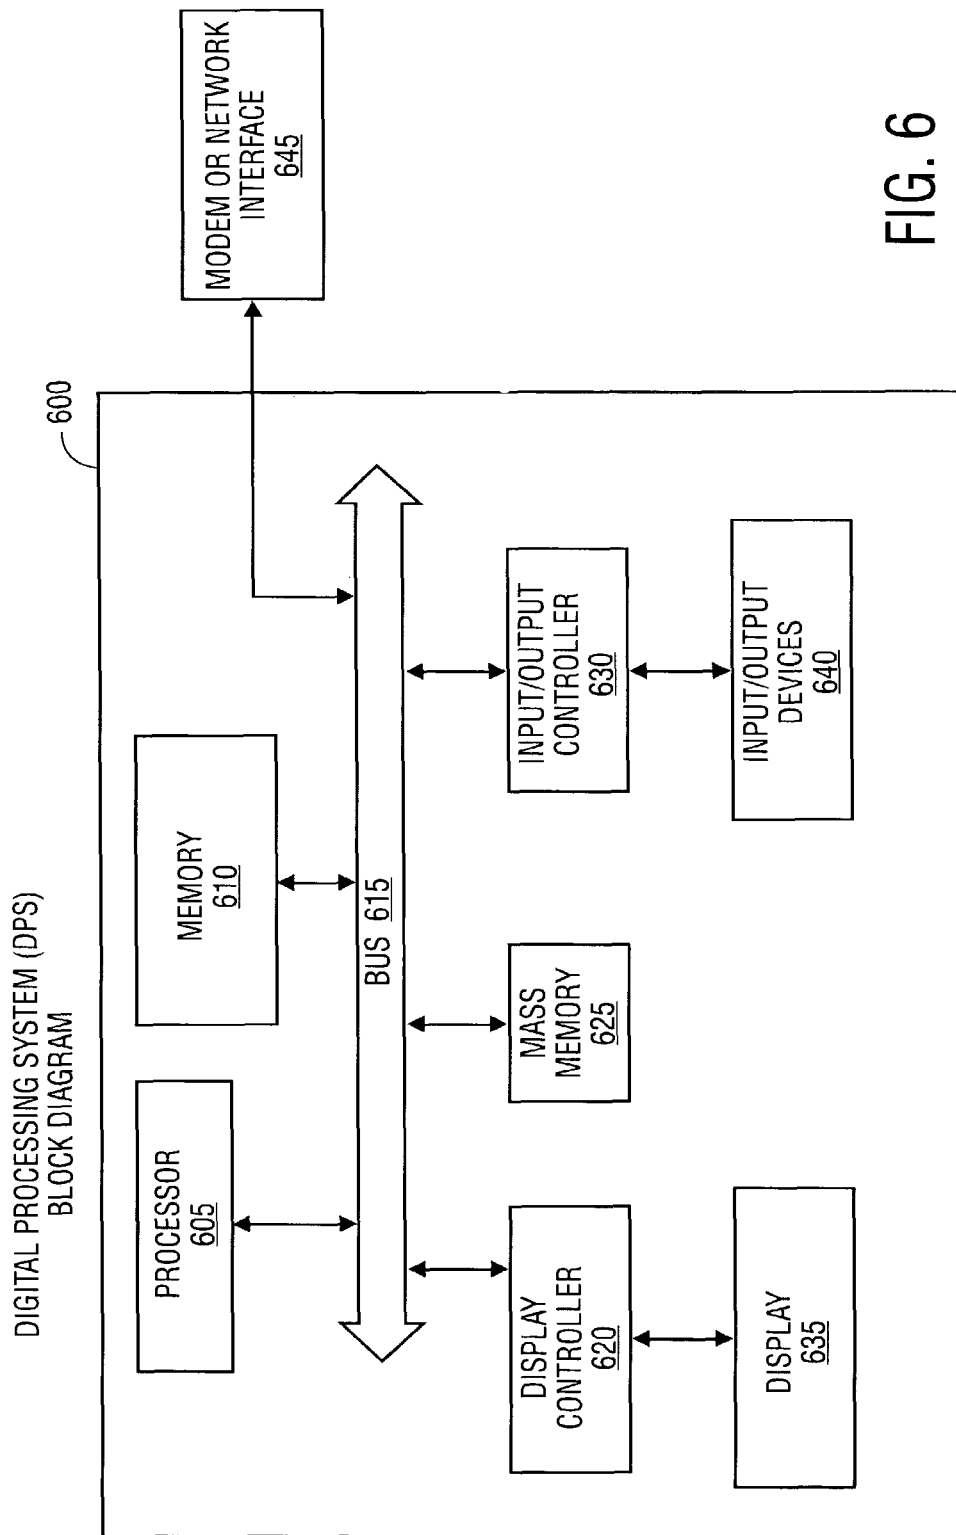 DIGITAL PROCESSING SYSTEM (DPS)
BLOCK DIAGRAM
600
PROCESSOR
605
MEMORY
610
MODEM OR NETWORK
INTERFACE
645
BUS 615
DISPLAY
CONTROLLER
620
MASS
MEMORY
625
INPUT/OUTPUT
CONTROLLER
630
DISPLAY
635
INPUT/OUTPUT
DEVICES
640
FIG. 6